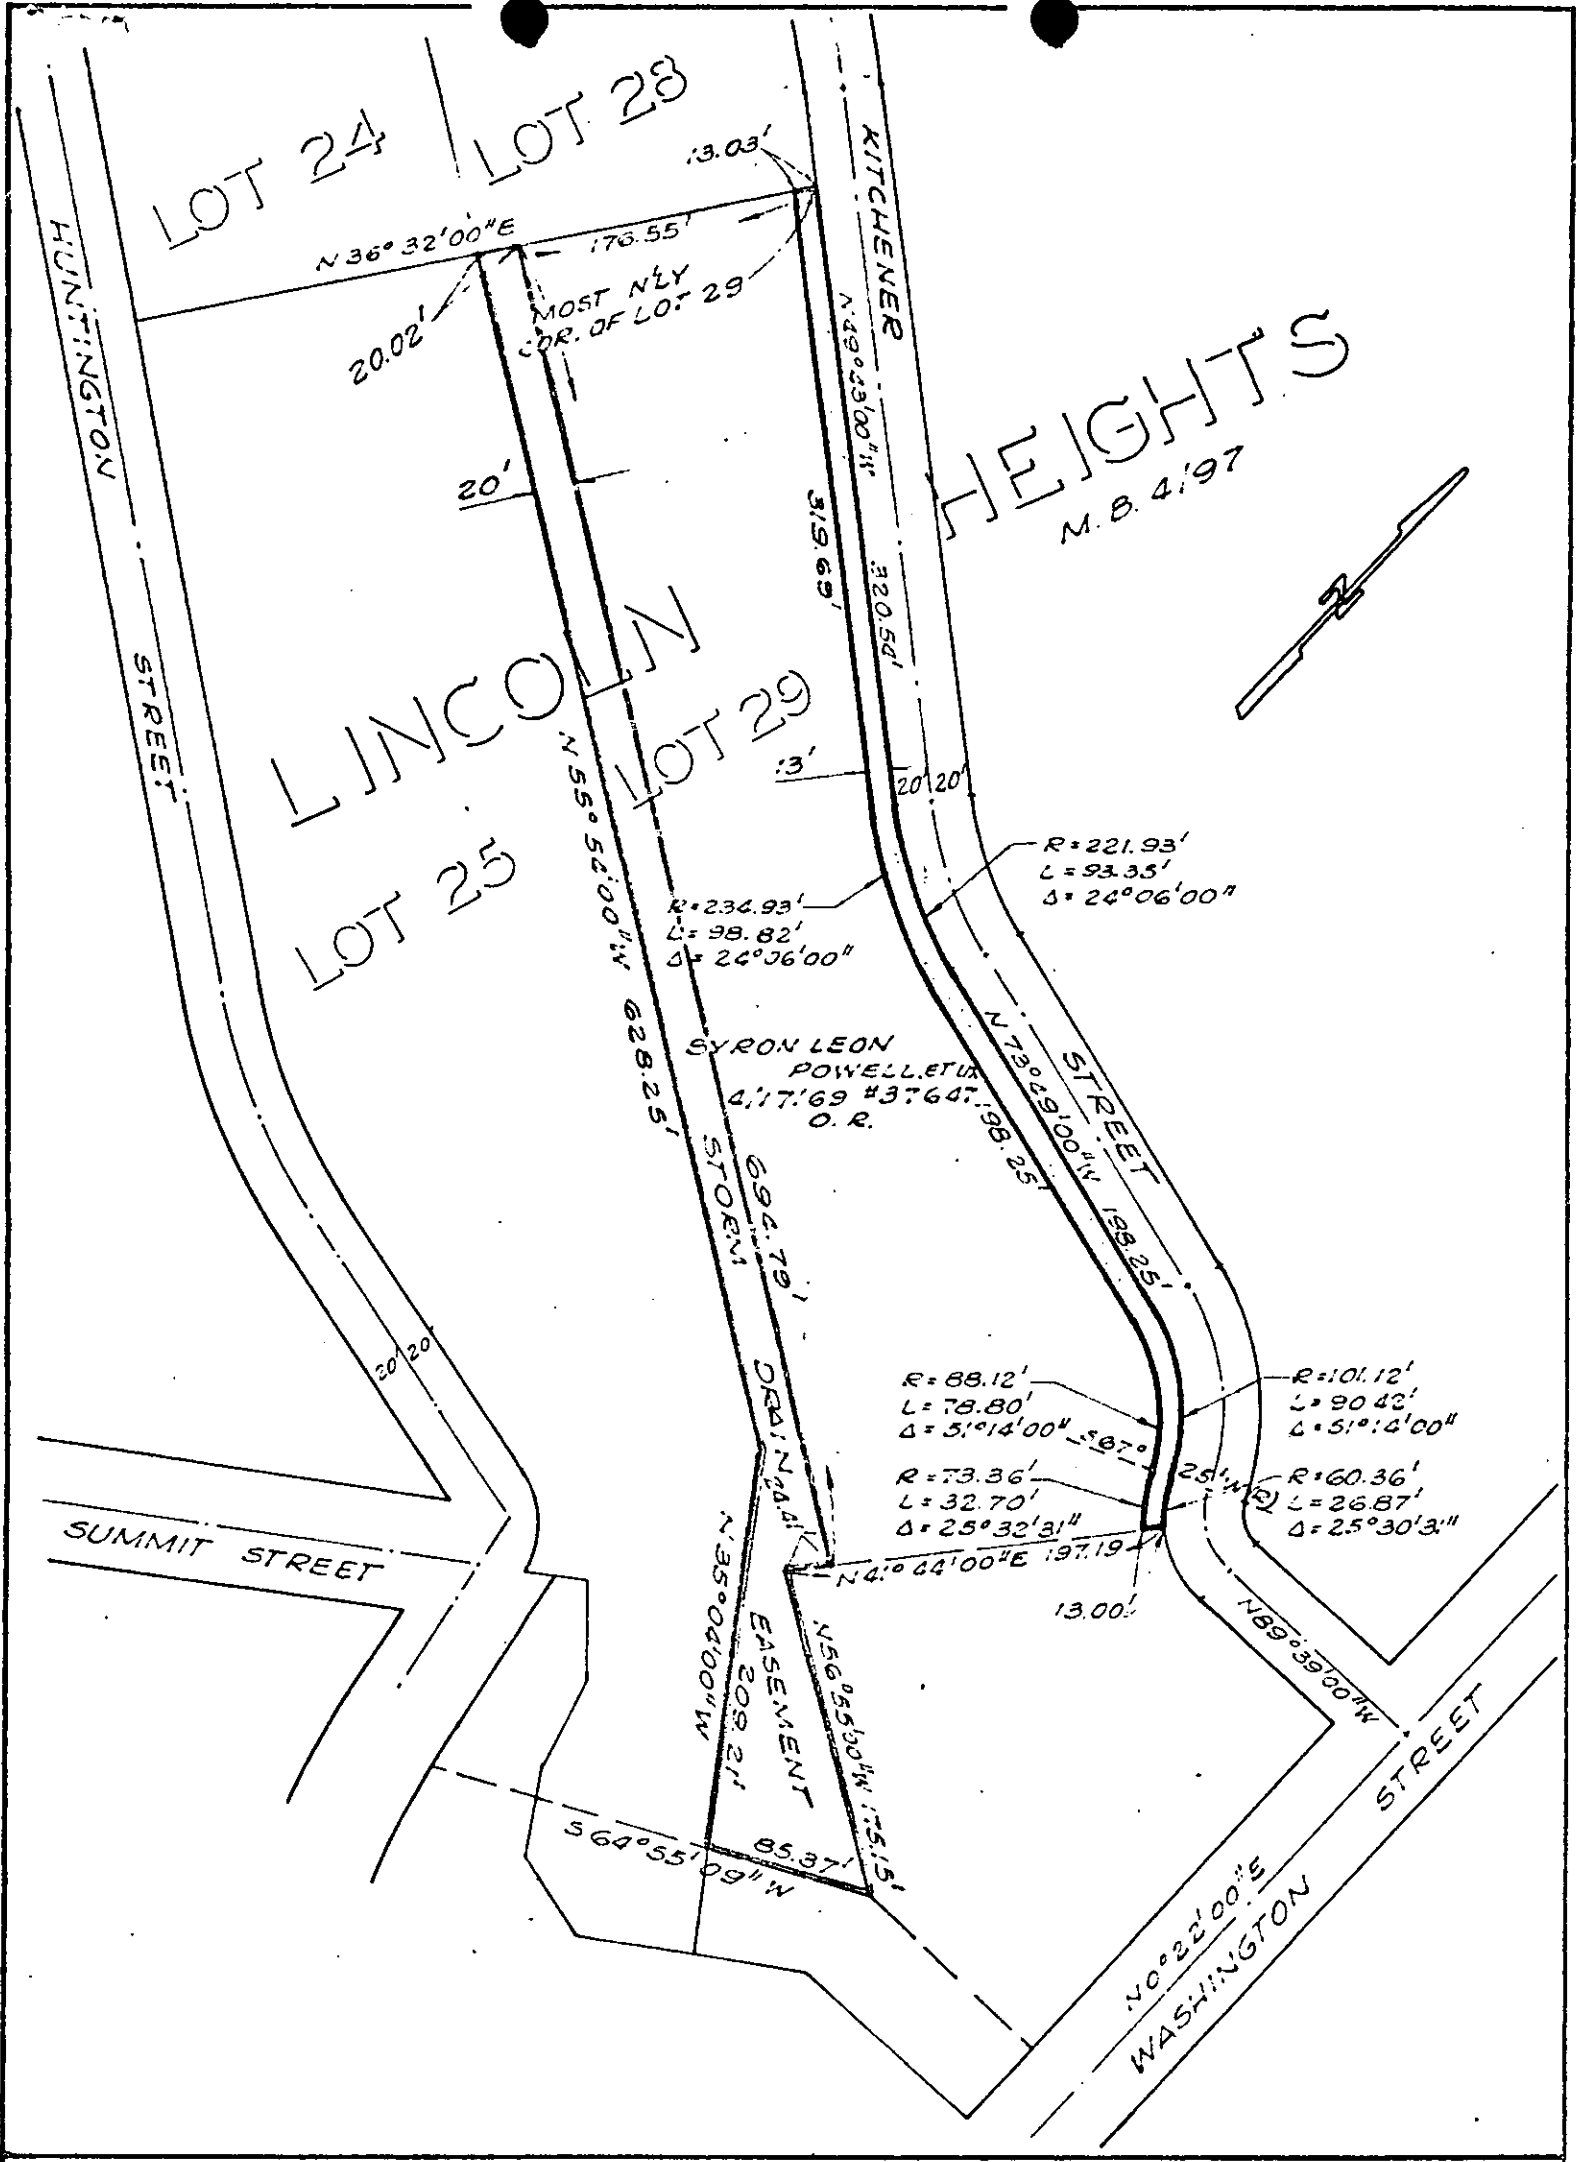 LOT 24
LOT 28
13.03'
KITCHENER
HUNTINGTON
N 36° 32' 00" E
176.55'
20.02'
MOST N'LY
COR. OF LOT 29
HEIGHTS
M. B. 4/97
20'
319.69'
320.54'
N
STREET
LINCOLN
LOT 29
13'
20' 20'
LOT 25
N 55° 54' 00" W 628.25'
R = 221.93'
L = 93.35'
Δ = 24° 06' 00"
R = 234.93'
L = 98.82'
Δ = 24° 06' 00"
POWELL, ET UX
4/17/69 #37647
O. R.
N 73° 49' 00" W 198.25'
198.25'
STREET
STORM
694.79'
DRAIN
20' 20'
R = 88.12'
L = 78.80'
Δ = 51° 14' 00"
R = 101.12'
L = 90.42'
Δ = 51° 14' 00"
S 67°
R = 73.36'
L = 32.70'
Δ = 25° 32' 31"
R = 60.36'
L = 26.87'
Δ = 25° 30' 31"
SUMMIT STREET
N 41° 44' 00" E 197.19
13.00'
N 35° 04' 00" W
EASEMENT
209.21'
N 56° 55' 00" W 175.15'
N 89° 39' 00" W
85.37'
S 64° 55' 09" W
N 0° 22' 00" E
WASHINGTON STREET